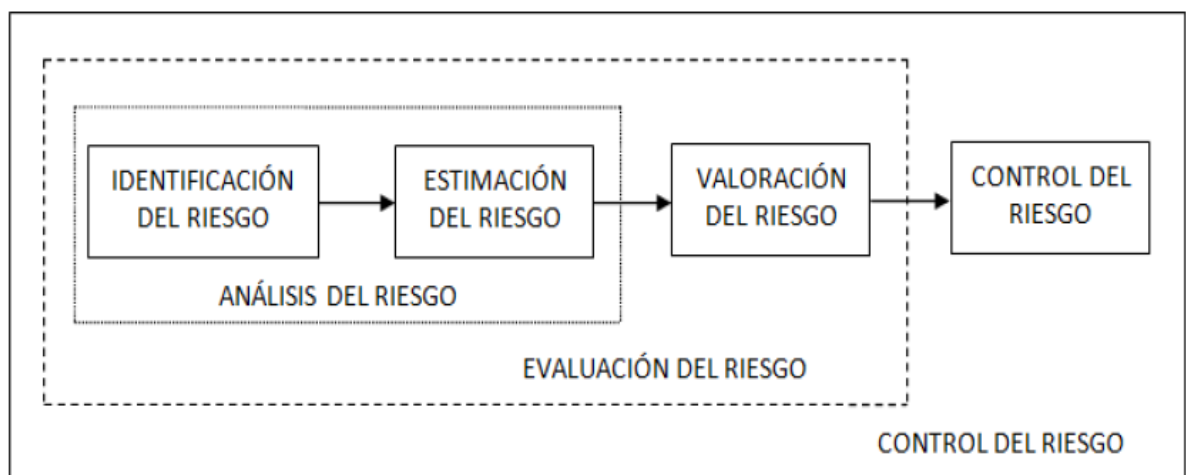 IDENTIFICACIÓN
DEL RIESGO
ESTIMACIÓN
DEL RIESGO
VALORACIÓN
DEL RIESGO
CONTROL DEL
RIESGO
ANÁLISIS DEL RIESGO
EVALUACIÓN DEL RIESGO
CONTROL DEL RIESGO